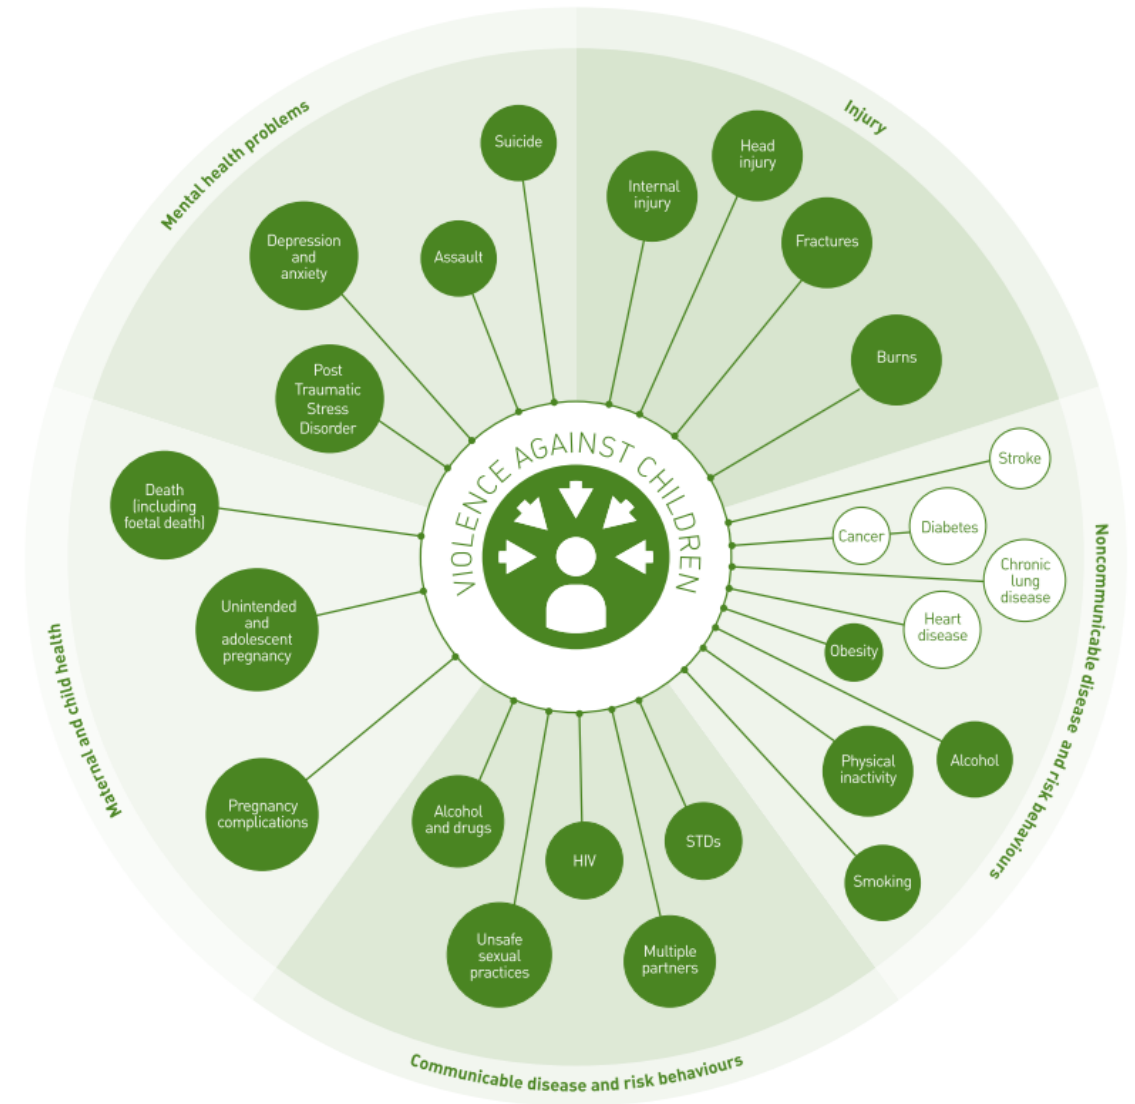 Mental health problems
Suicide
Depression
and
anxiety
Assault
Post
Traumatic
Stress
Disorder
Injury
Internal
injury
Head
injury
Fractures
Burns
VIOLENCE AGAINST CHILDREN
Noncommunicable disease and risk behaviours
Stroke
Cancer
Diabetes
Chronic
lung
disease
Heart
disease
Obesity
Alcohol
Physical
inactivity
Smoking
Maternal and child health
Death
(including
foetal death)
Unintended
and
adolescent
pregnancy
Pregnancy
complications
Alcohol
and drugs
HIV
STDs
Unsafe
sexual
practices
Multiple
partners
Communicable disease and risk behaviours